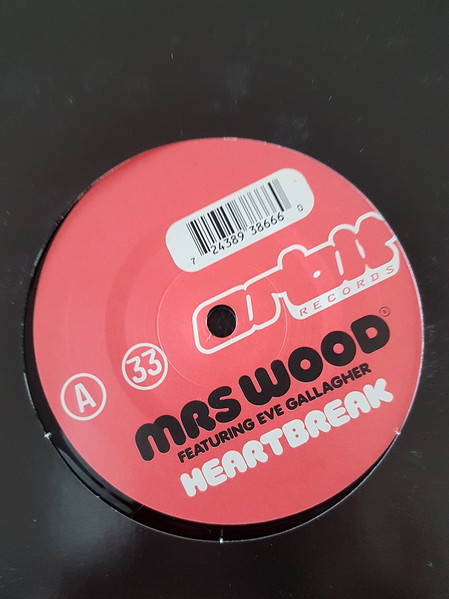 7 24389 38666 0
RECORDS
A
33
MRS WOOD ©
FEATURING EVE GALLAGHER
HEARTBREAK